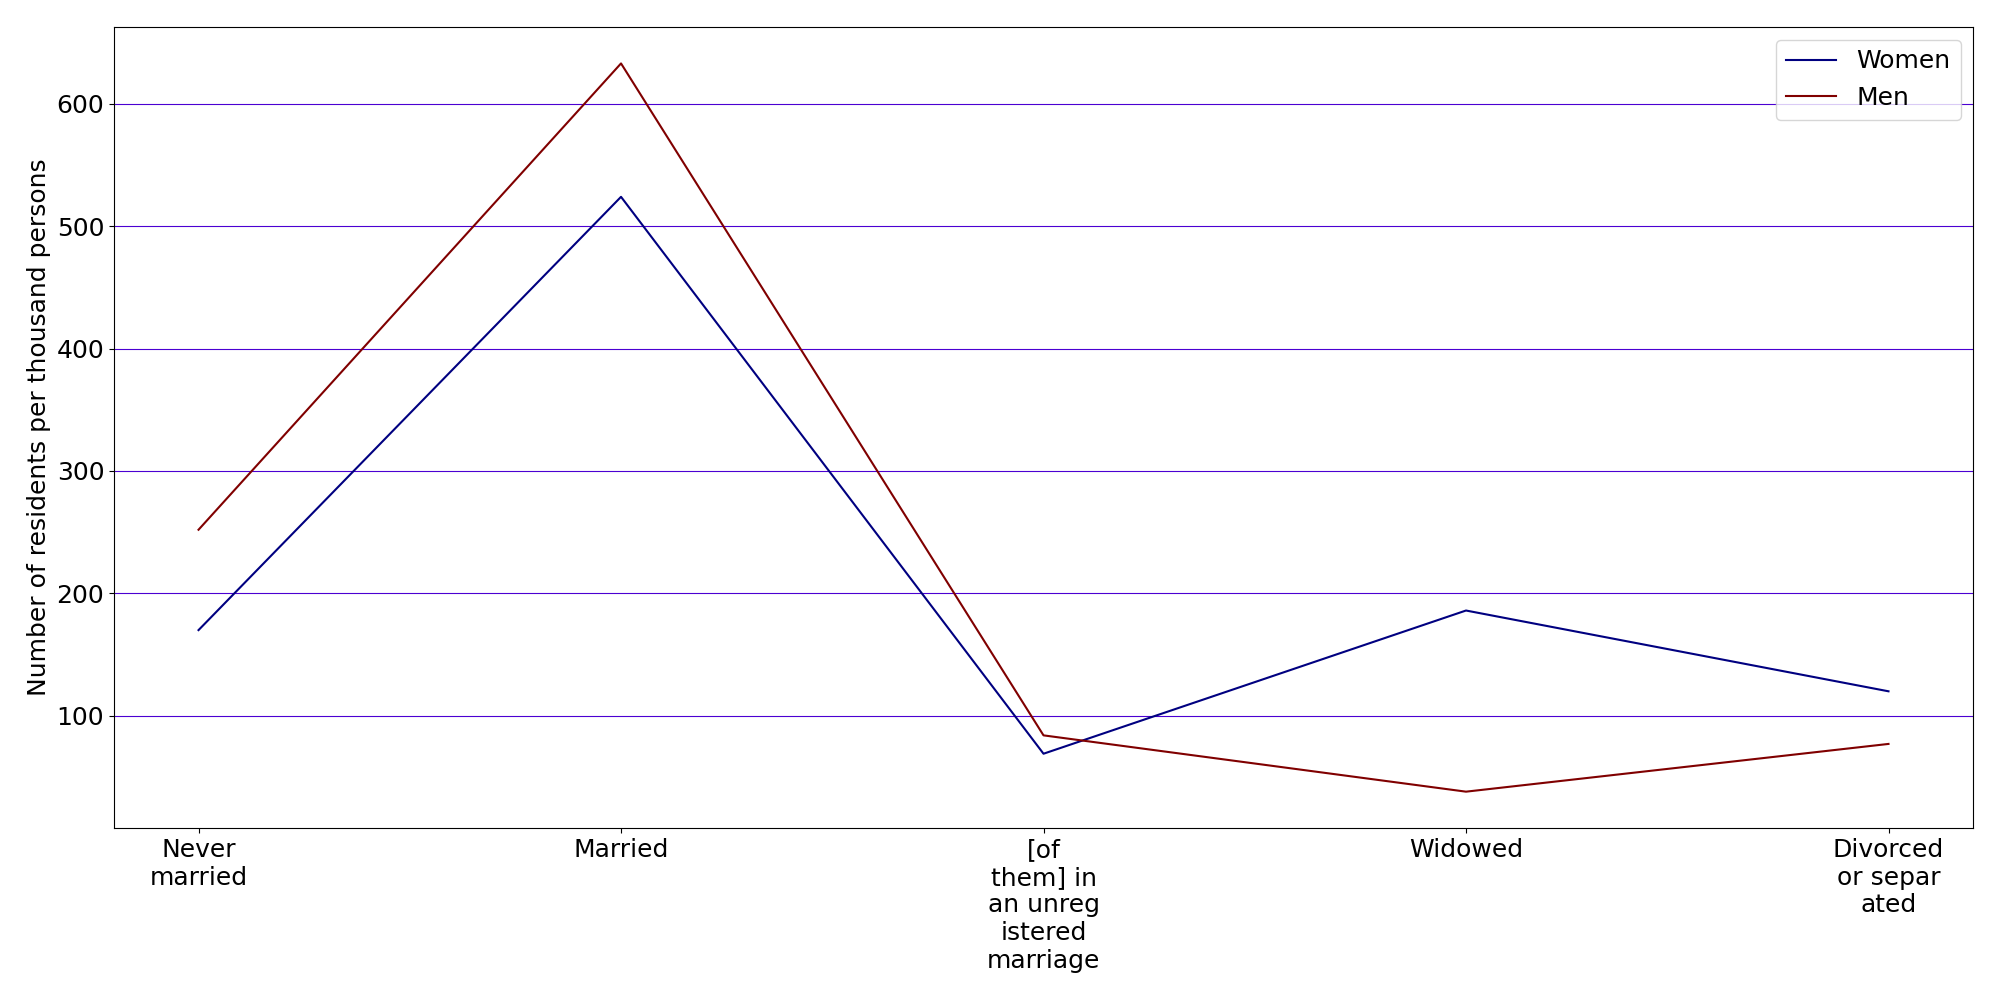 Women
Men
Number of residents per thousand persons
600
500
400
300
200
100
Never
married
Married
[of
them] in
an unreg
istered
marriage
Widowed
Divorced
or separ
ated